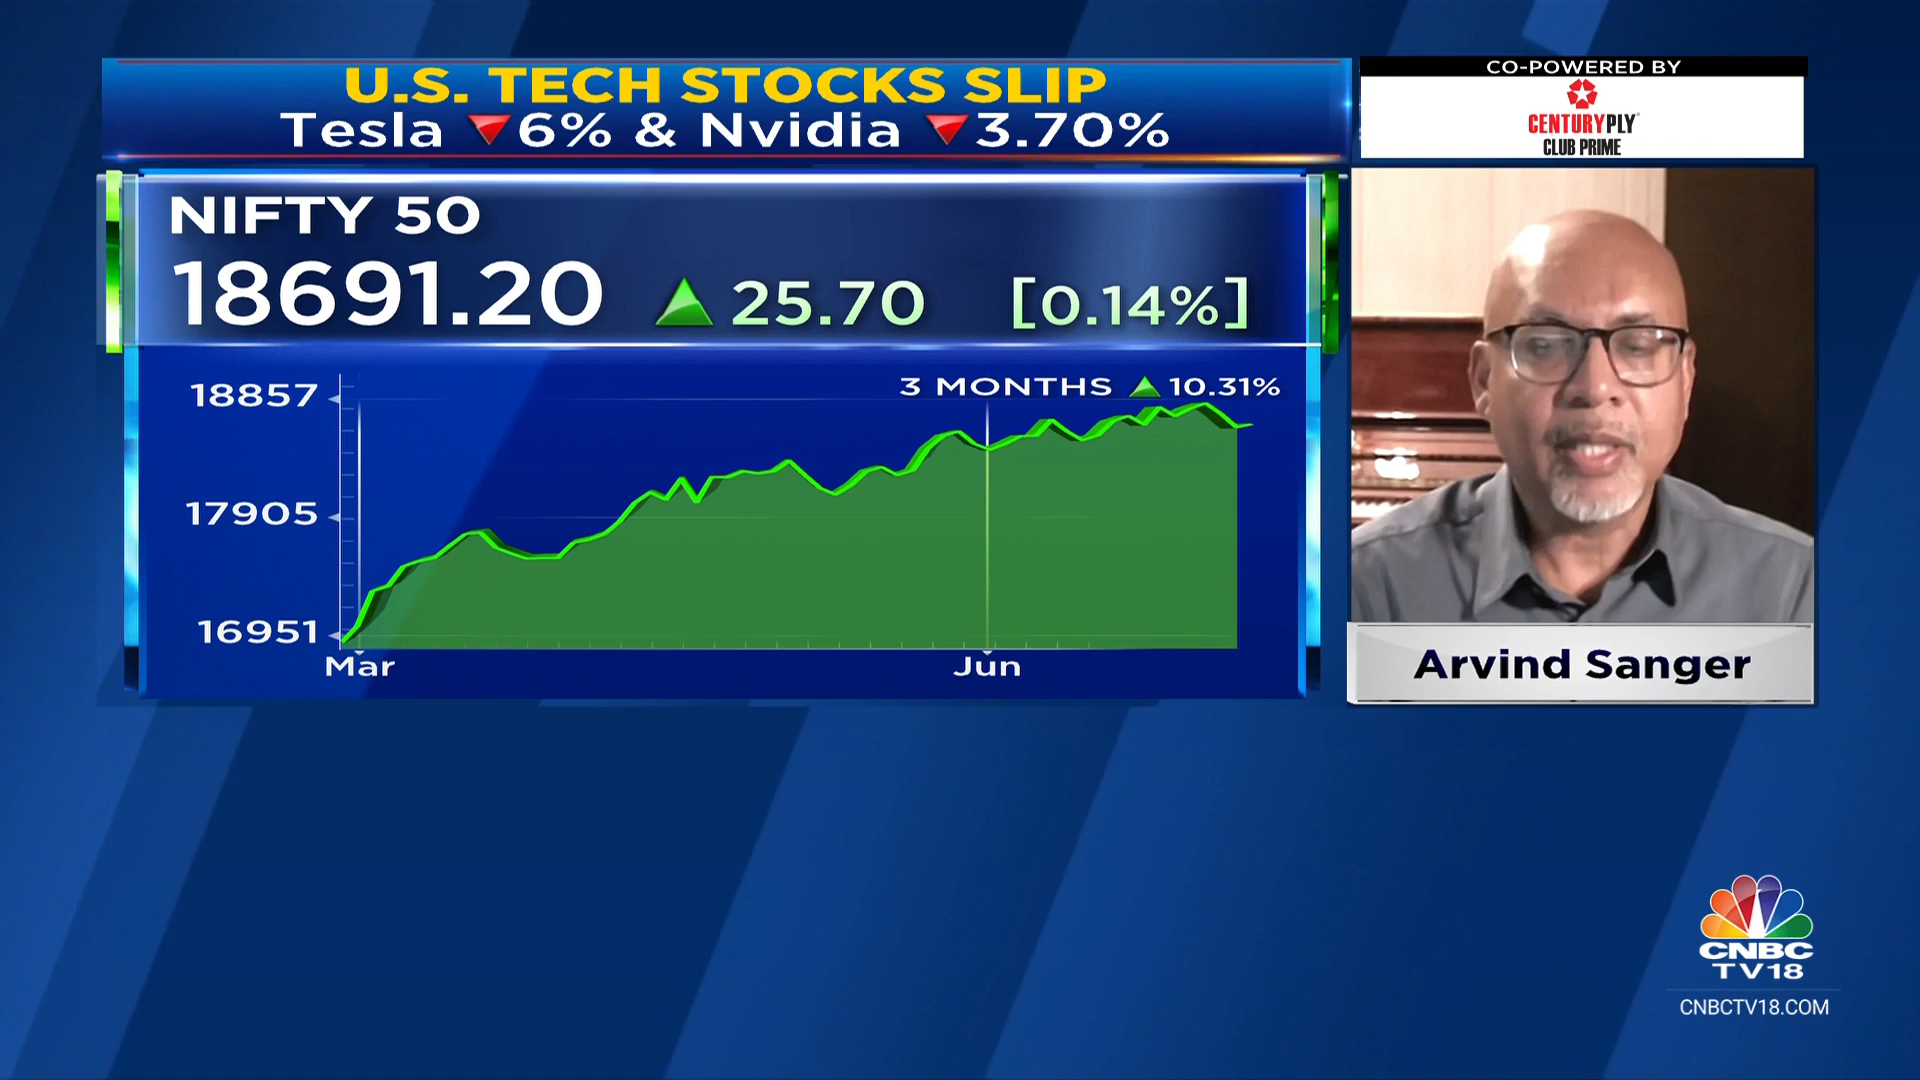 U.S. TECH STOCKS SLIP
Tesla ▼6% & Nvidia ▼3.70%
CO-POWERED BY
CENTURYPLY®
CLUB PRIME
NIFTY 50
18691.20 ▲ 25.70 [0.14%]
3 MONTHS ▲ 10.31%
18857
17905
16951
Mar Jun
Arvind Sanger
CNBC
TV18
CNBCTV18.COM